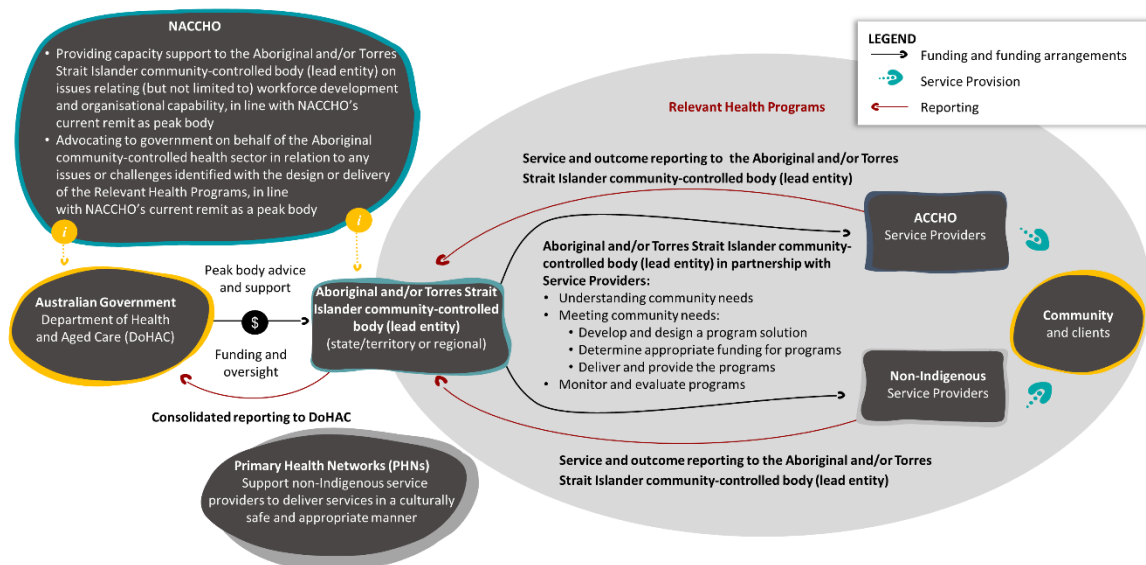 NACCHO
• Providing capacity support to the Aboriginal and/or Torres
Strait Islander community-controlled body (lead entity) on
issues relating (but not limited to) workforce development
and organisational capability, in line with NACCHO's
current remit as peak body
• Advocating to government on behalf of the Aboriginal
community-controlled health sector in relation to any
issues or challenges identified with the design or delivery
of the Relevant Health Programs, in line
with NACCHO's current remit as a peak body
i
i
LEGEND
Funding and funding arrangements
Service Provision
Reporting
Relevant Health Programs
Service and outcome reporting to the Aboriginal and/or Torres
Strait Islander community-controlled body (lead entity)
ACCHO
Service Providers
Australian Government
Department of Health
and Aged Care (DoHAC)
Peak body advice
and support
$
Funding and
oversight
Aboriginal and/or Torres Strait
Islander community-controlled
body (lead entity)
(state/territory or regional)
Aboriginal and/or Torres Strait Islander community-
controlled body (lead entity) in partnership with
Service Providers:
• Understanding community needs
• Meeting community needs:
• Develop and design a program solution
• Determine appropriate funding for programs
• Deliver and provide the programs
• Monitor and evaluate programs
Community
and clients
Non-Indigenous
Service Providers
Consolidated reporting to DoHAC
Service and outcome reporting to the Aboriginal and/or Torres
Strait Islander community-controlled body (lead entity)
Primary Health Networks (PHNs)
Support non-Indigenous service
providers to deliver services in a culturally
safe and appropriate manner